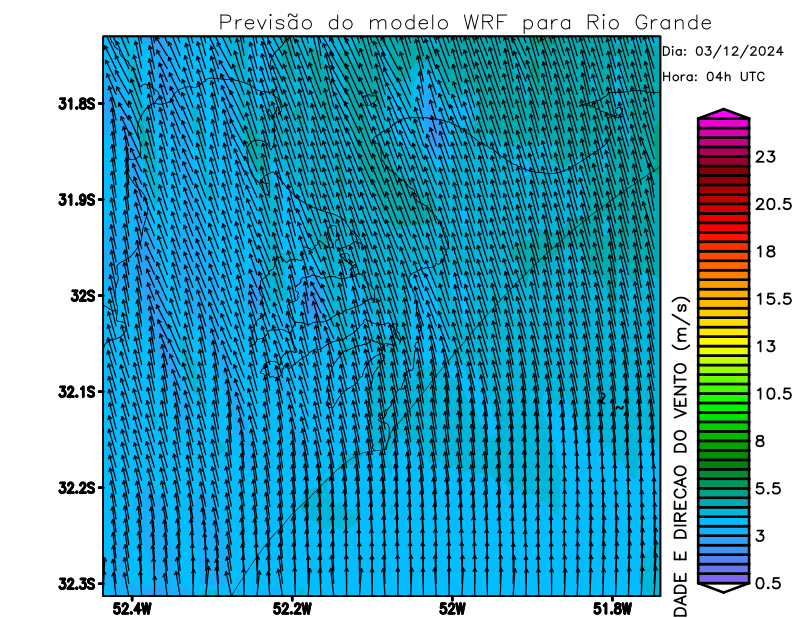 Previsão do modelo WRF para Rio Grande
Dia: 03/12/2024
Hora: 04h UTC
31.8S
31.9S
32S
32.1S
32.2S
32.3S
52.4W
52.2W
52W
51.8W
23
20.5
18
15.5
13
10.5
8
5.5
3
0.5
DADE E DIRECAO DO VENTO (m/s)